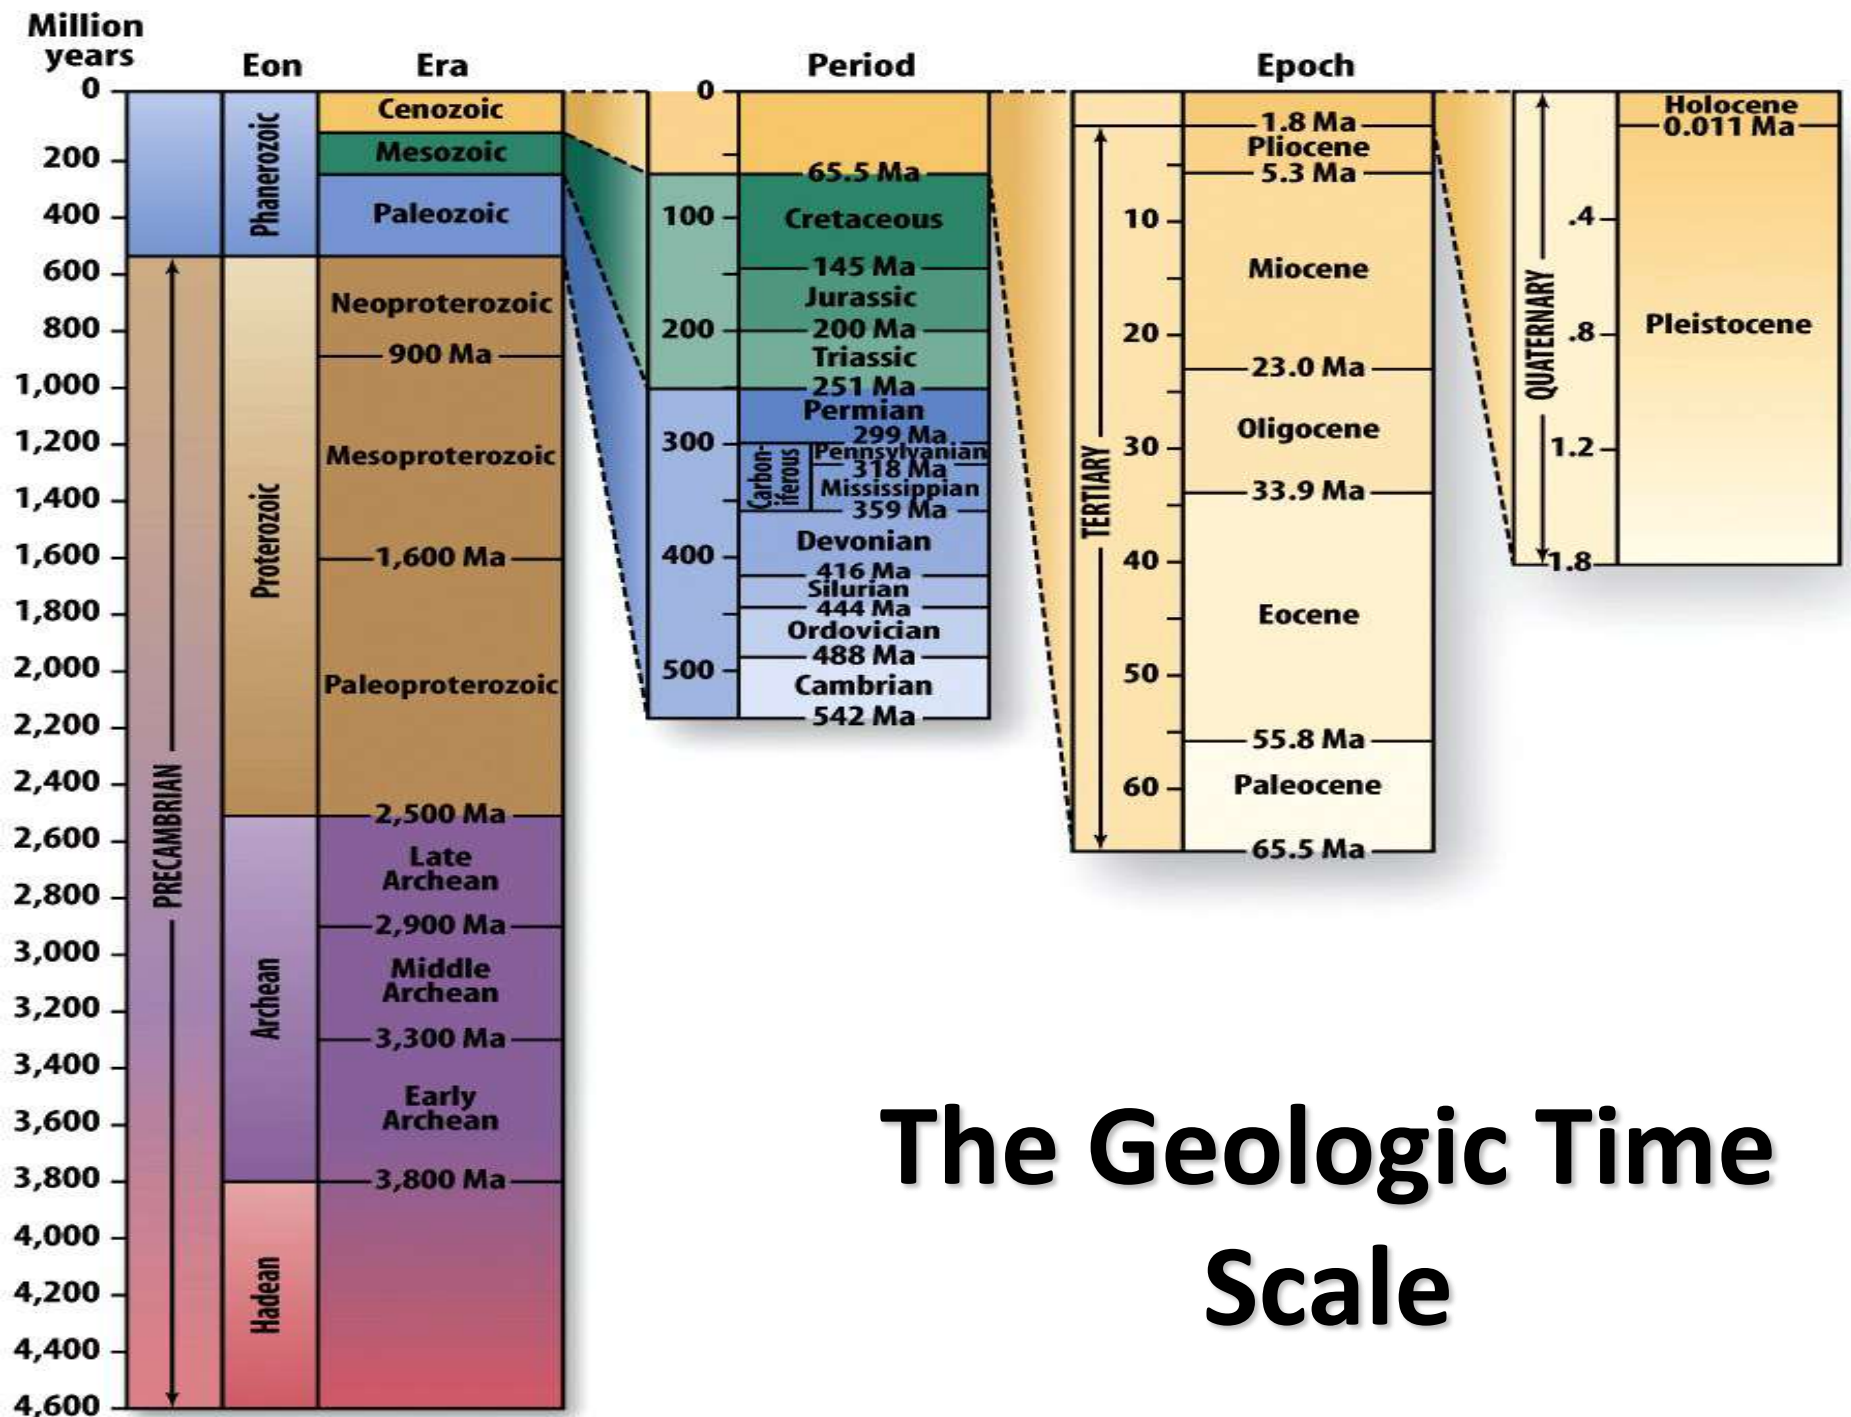 Million
years
Eon
Era
Period
Epoch
0
200
400
600
800
1,000
1,200
1,400
1,600
1,800
2,000
2,200
2,400
2,600
2,800
3,000
3,200
3,400
3,600
3,800
4,000
4,200
4,400
4,600
PRECAMBRIAN
Phanerozoic
Proterozoic
Archean
Hadean
Cenozoic
Mesozoic
Paleozoic
Neoproterozoic
900 Ma
Mesoproterozoic
1,600 Ma
Paleoproterozoic
2,500 Ma
Late
Archean
2,900 Ma
Middle
Archean
3,300 Ma
Early
Archean
3,800 Ma
0
100
200
300
400
500
65.5 Ma
Cretaceous
145 Ma
Jurassic
200 Ma
Triassic
251 Ma
Permian
299 Ma
Carbon-
iferous
Pennsylvanian
318 Ma
Mississippian
359 Ma
Devonian
416 Ma
Silurian
444 Ma
Ordovician
488 Ma
Cambrian
542 Ma
TERTIARY
10
20
30
40
50
60
1.8 Ma
Pliocene
5.3 Ma
Miocene
23.0 Ma
Oligocene
33.9 Ma
Eocene
55.8 Ma
Paleocene
65.5 Ma
QUATERNARY
.4
.8
1.2
1.8
Holocene
0.011 Ma
Pleistocene
The Geologic Time
Scale